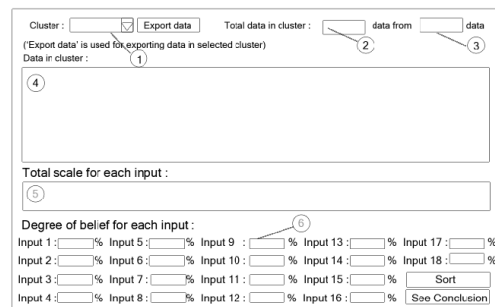 Cluster : Export data Total data in cluster : data from data
('Export data' is used for exporting data in selected cluster)
1 2 3
Data in cluster :
4
Total scale for each input :
5
Degree of belief for each input : 6
Input 1 : % Input 5 : % Input 9 : % Input 13 : % Input 17 : %
Input 2 : % Input 6 : % Input 10 : % Input 14 : % Input 18 : %
Input 3 : % Input 7 : % Input 11 : % Input 15 : % Sort
Input 4 : % Input 8 : % Input 12 : % Input 16 : % See Conclusion